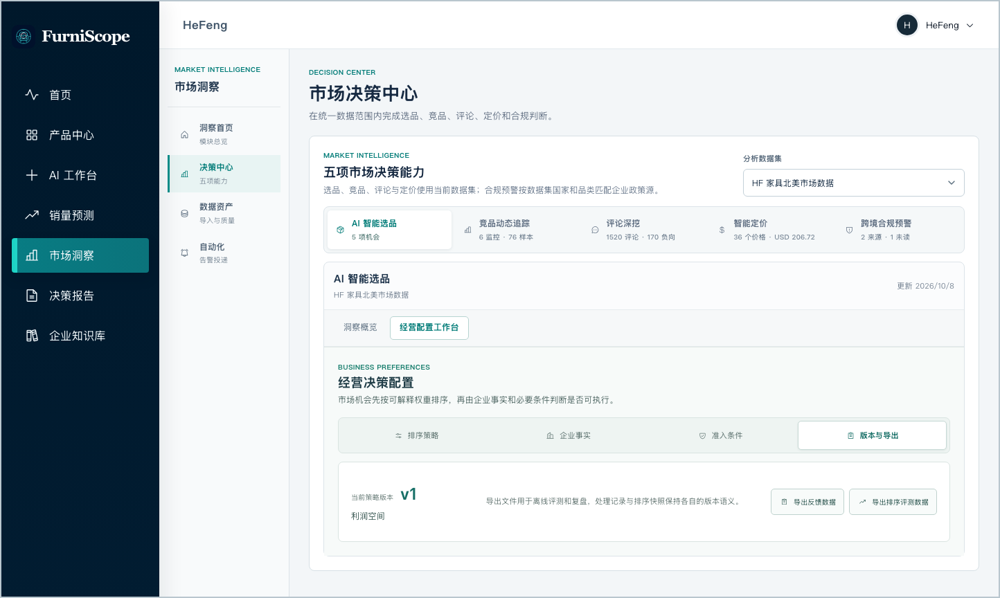 FurniScope
首页
产品中心
AI 工作台
销量预测
市场洞察
决策报告
企业知识库
HeFeng
H
HeFeng
MARKET INTELLIGENCE
市场洞察
洞察首页
模块总览
决策中心
五项能力
数据资产
导入与质量
自动化
告警投递
DECISION CENTER
市场决策中心
在统一数据范围内完成选品、竞品、评论、定价和合规判断。
MARKET INTELLIGENCE
五项市场决策能力
选品、竞品、评论与定价使用当前数据集；合规预警按数据集国家和品类匹配企业政策源。
分析数据集
HF 家具北美市场数据
AI 智能选品
5 项机会
竞品动态追踪
6 监控 · 76 样本
评论深挖
1520 评论 · 170 负向
智能定价
36 个价格 · USD 206.72
跨境合规预警
2 来源 · 1 未读
AI 智能选品
HF 家具北美市场数据
更新 2026/10/8
洞察概览
经营配置工作台
BUSINESS PREFERENCES
经营决策配置
市场机会先按可解释权重排序，再由企业事实和必要条件判断是否可执行。
排序策略
企业事实
准入条件
版本与导出
当前策略版本 v1
利润空间
导出文件用于离线评测和复盘，处理记录与排序快照保持各自的版本语义。
导出反馈数据
导出排序评测数据